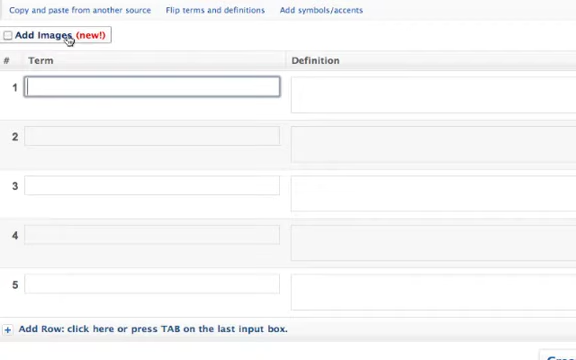 Copy and paste from another source Flip terms and definitions Add symbols/accents
Add Images (new!)
# Term Definition
1
2
3
4
5
Add Row: click here or press TAB on the last input box.